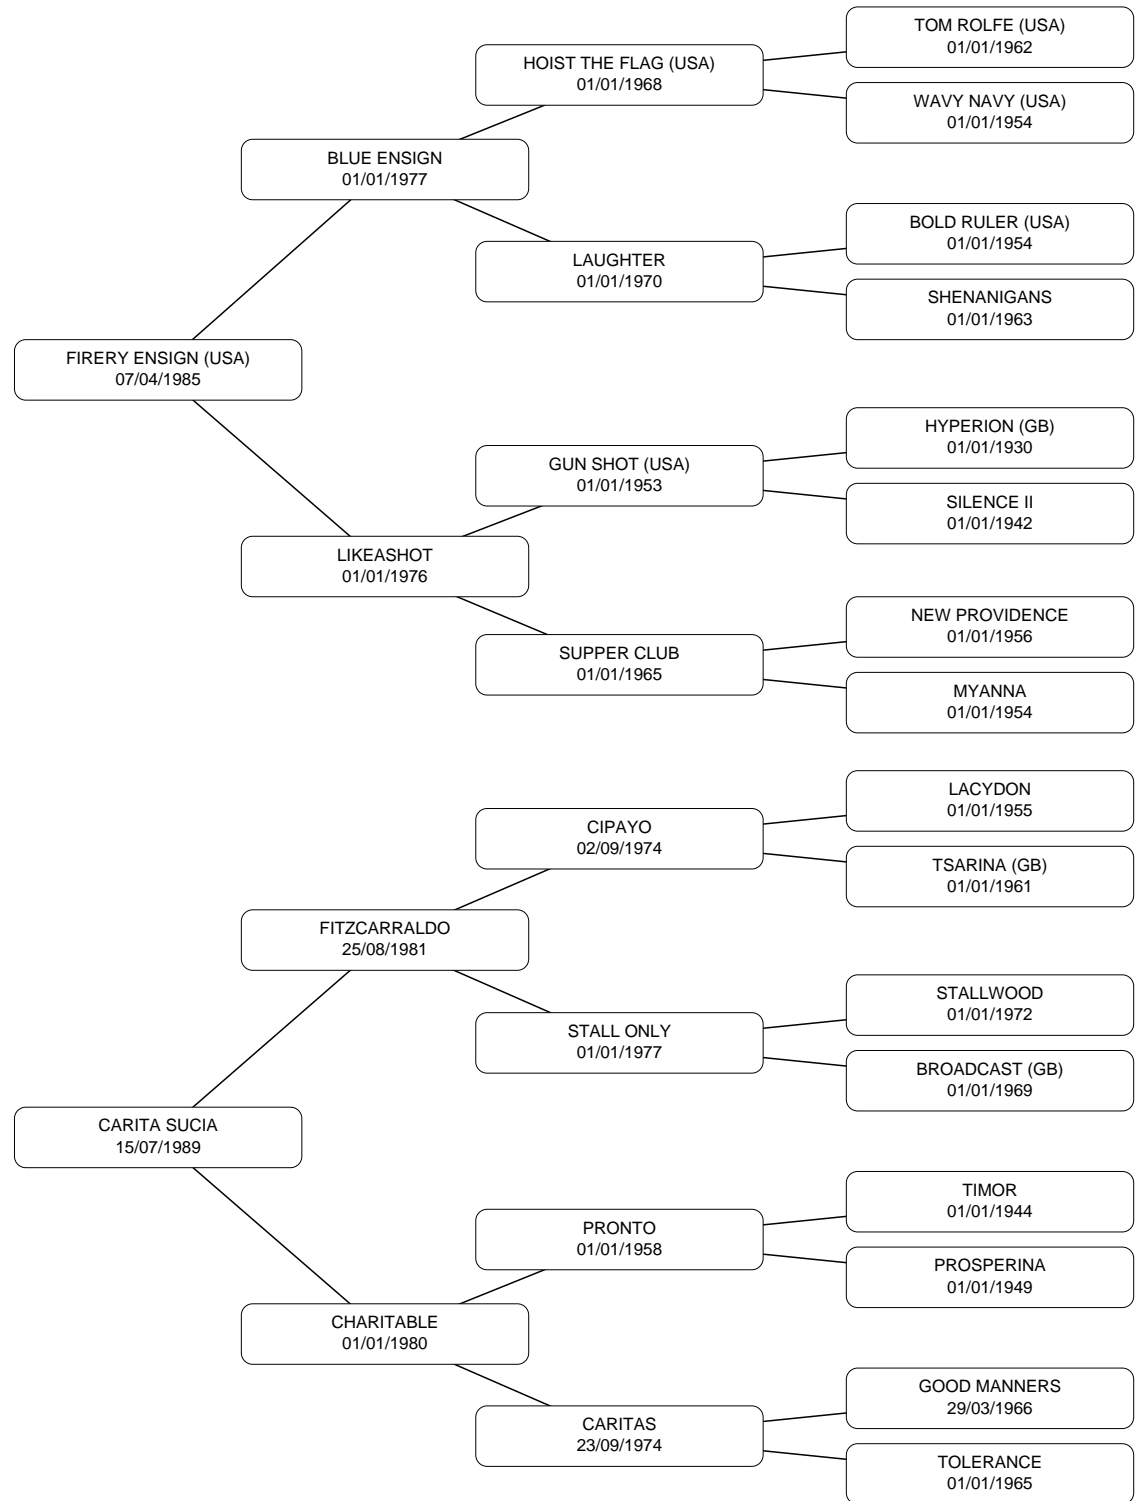 TOM ROLFE (USA)
01/01/1962
HOIST THE FLAG (USA)
01/01/1968
WAVY NAVY (USA)
01/01/1954
BLUE ENSIGN
01/01/1977
BOLD RULER (USA)
01/01/1954
LAUGHTER
01/01/1970
SHENANIGANS
01/01/1963
FIRERY ENSIGN (USA)
07/04/1985
HYPERION (GB)
01/01/1930
GUN SHOT (USA)
01/01/1953
SILENCE II
01/01/1942
LIKEASHOT
01/01/1976
NEW PROVIDENCE
01/01/1956
SUPPER CLUB
01/01/1965
MYANNA
01/01/1954
LACYDON
01/01/1955
CIPAYO
02/09/1974
TSARINA (GB)
01/01/1961
FITZCARRALDO
25/08/1981
STALLWOOD
01/01/1972
STALL ONLY
01/01/1977
BROADCAST (GB)
01/01/1969
CARITA SUCIA
15/07/1989
TIMOR
01/01/1944
PRONTO
01/01/1958
PROSPERINA
01/01/1949
CHARITABLE
01/01/1980
GOOD MANNERS
29/03/1966
CARITAS
23/09/1974
TOLERANCE
01/01/1965